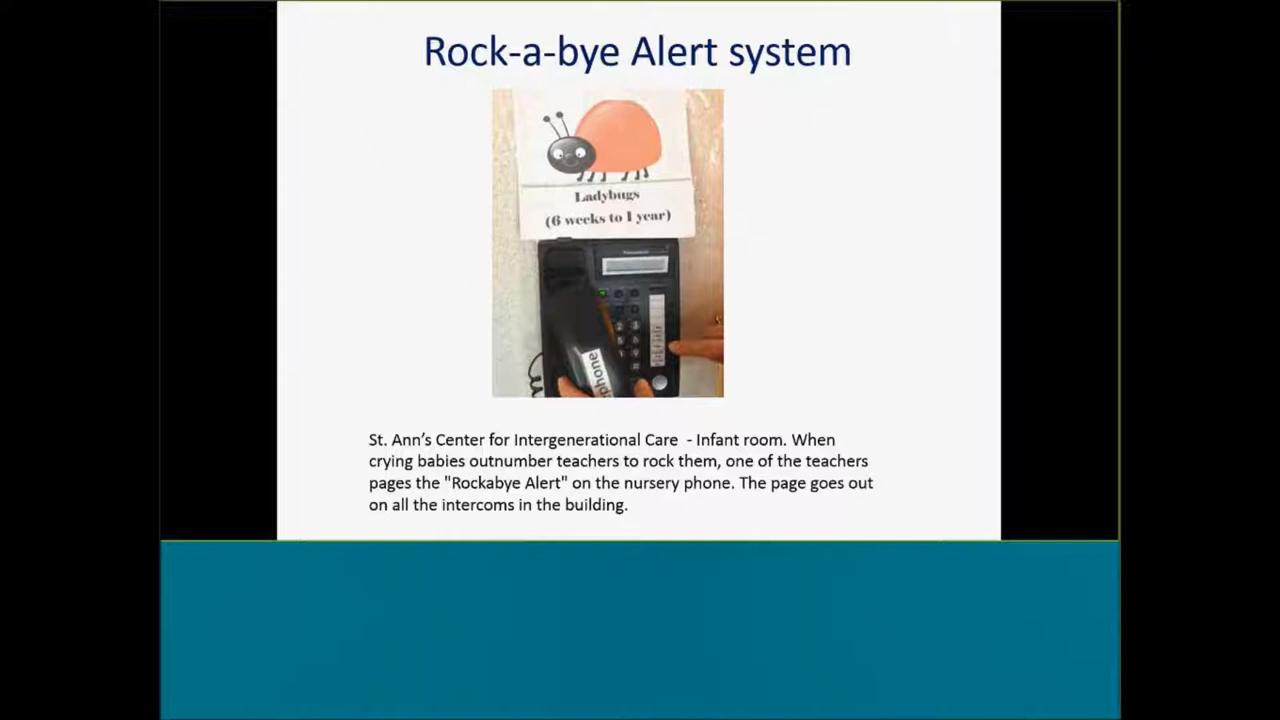 Rock-a-bye Alert system
Ladybugs
(6 weeks to 1 year)
Panasonic
phone
St. Ann’s Center for Intergenerational Care - Infant room. When
crying babies outnumber teachers to rock them, one of the teachers
pages the "Rockabye Alert" on the nursery phone. The page goes out
on all the intercoms in the building.